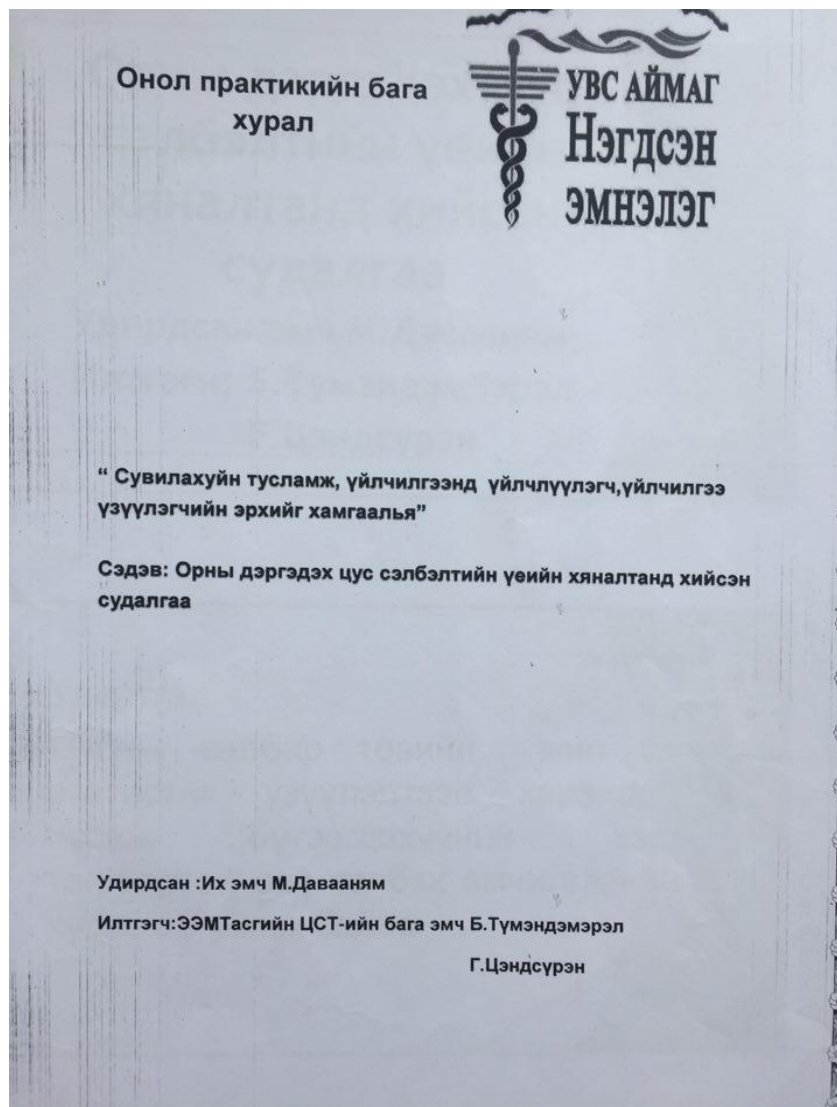 Онол практикийн бага
хурал
УВС АЙМАГ
НЭГДСЭН
ЭМНЭЛЭГ
“ Сувилахуйн тусламж, үйлчилгээнд үйлчлүүлэгч,үйлчилгээ
үзүүлэгчийн эрхийг хамгаалья”
Сэдэв: Орны дэргэдэх цус сэлбэлтийн үеийн хяналтанд хийсэн
судалгаа
Удирдсан :Их эмч М.Давааням
Илтгэгч:ЭЭМТасгийн ЦСТ-ийн бага эмч Б.Түмэндэмэрэл
Г.Цэндсүрэн